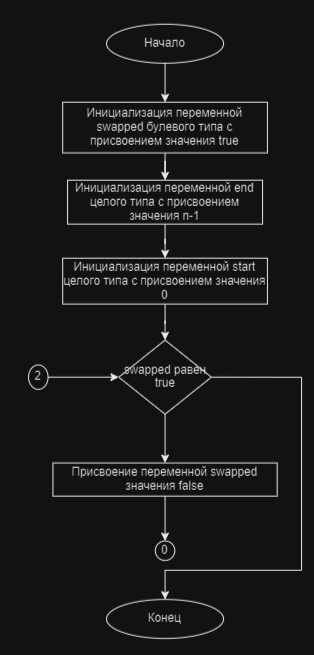 Начало
Инициализация переменной
swapped булевого типа с
присвоением значения true
Инициализация переменной end
целого типа с присвоением
значения n-1
Инициализация переменной start
целого типа с присвоением значения
0
swapped равен
true
2
Присвоение переменной swapped
значения false
0
Конец